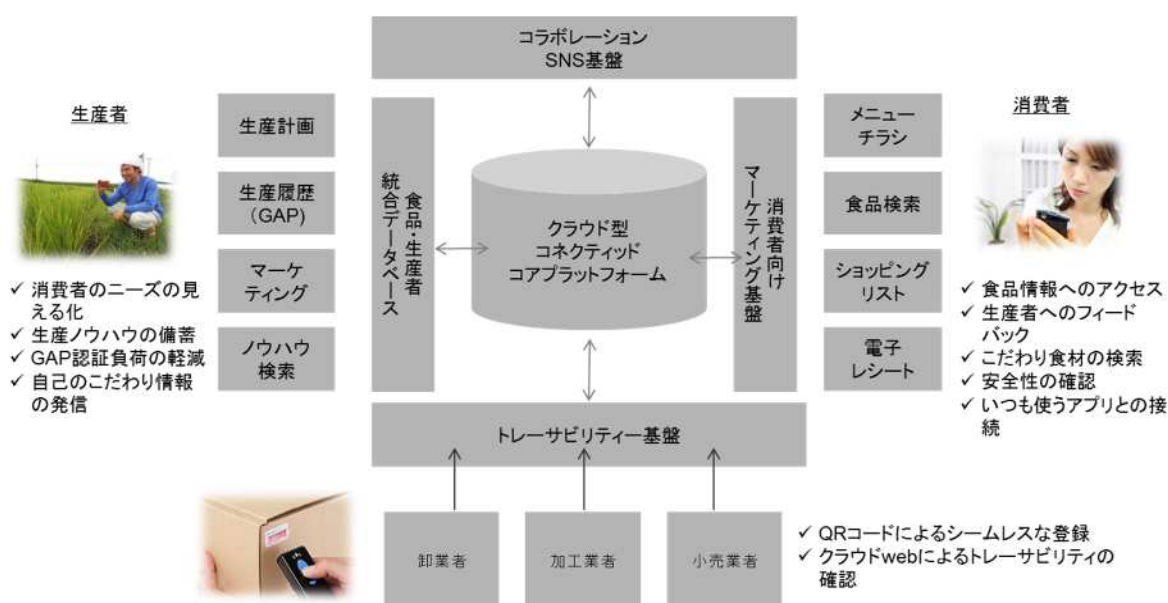 コラボレーション
SNS基盤
生産者
生産計画
生産履歴
(GAP)
マーケ
ティング
ノウハウ
検索
✓ 消費者のニーズの見
える化
✓ 生産ノウハウの備蓄
✓ GAP認証負荷の軽減
✓ 自己のこだわり情報
の発信
食品・生産者
統合データベース
クラウド型
コネクティッド
コアプラットフォーム
消費者向け
マーケティング基盤
メニュー
チラシ
食品検索
ショッピング
リスト
電子
レシート
消費者
✓ 食品情報へのアクセス
✓ 生産者へのフィード
バック
✓ こだわり食材の検索
✓ 安全性の確認
✓ いつも使うアプリとの接
続
トレーサビリティー基盤
卸業者
加工業者
小売業者
✓ QRコードによるシームレスな登録
✓ クラウドwebによるトレーサビリティの
確認